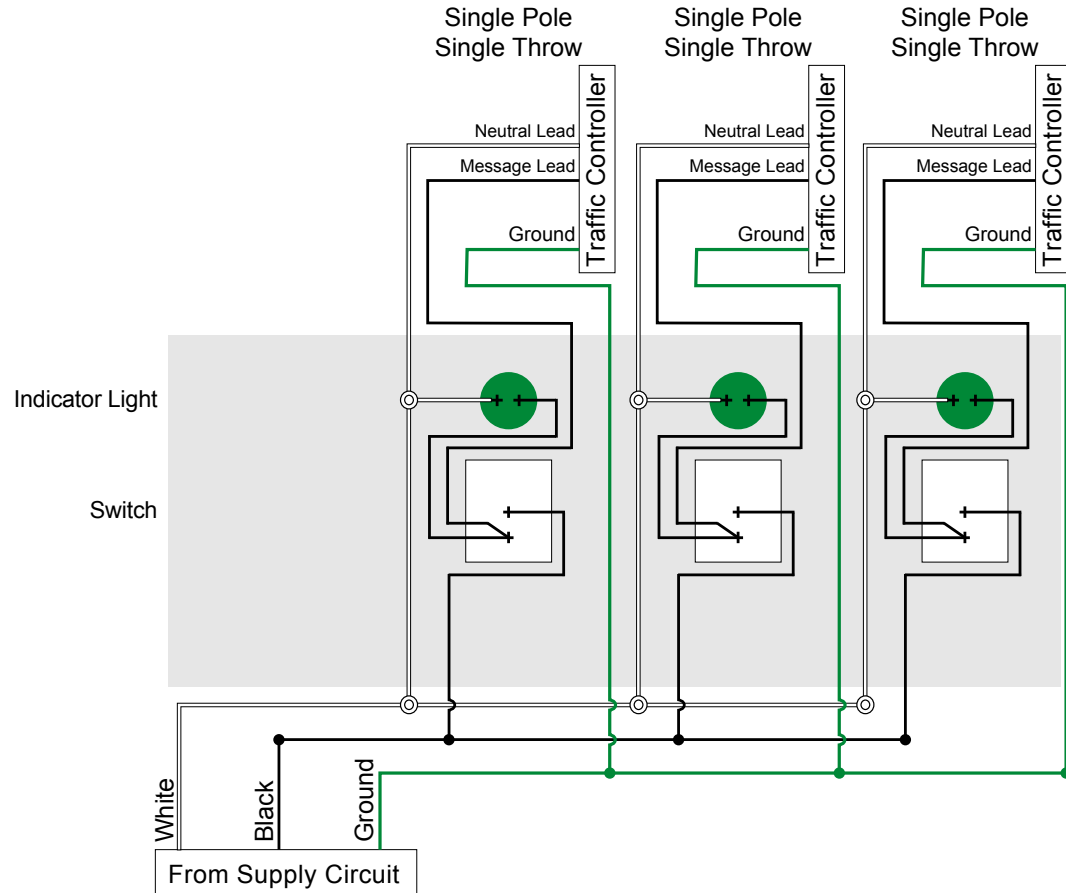 Single Pole
Single Throw
Single Pole
Single Throw
Single Pole
Single Throw
Neutral Lead
Message Lead
Ground
Traffic Controller
Neutral Lead
Message Lead
Ground
Traffic Controller
Neutral Lead
Message Lead
Ground
Traffic Controller
Indicator Light
Switch
White
Black
Ground
From Supply Circuit